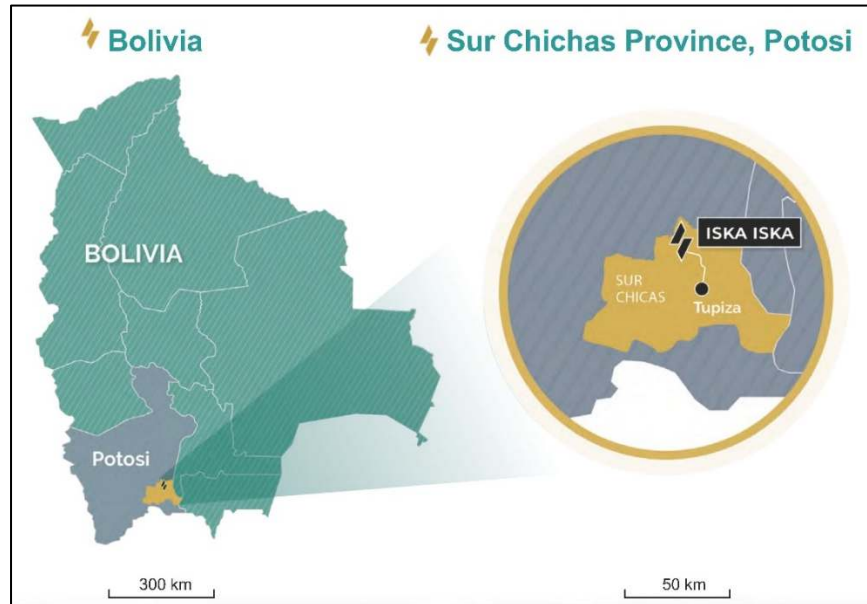 Bolivia
Sur Chichas Province, Potosi
BOLIVIA
Potosi
ISKA ISKA
SUR
CHICAS
Tupiza
300 km
50 km